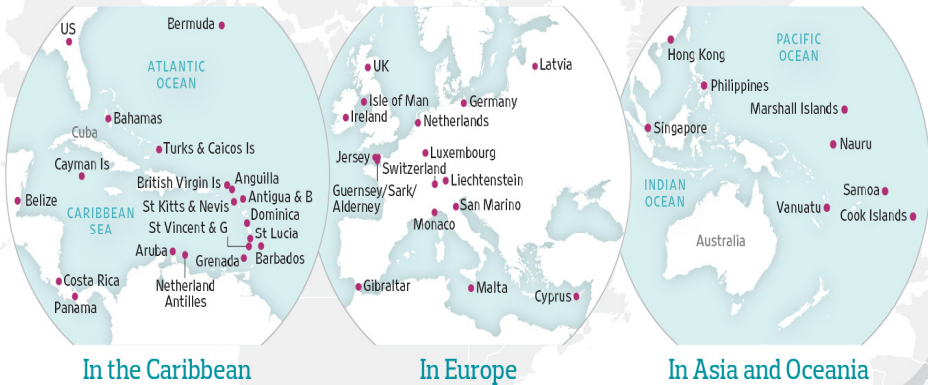 US
Bermuda
ATLANTIC
OCEAN
Bahamas
Cuba
Turks & Caicos Is
Cayman Is
British Virgin Is
Anguilla
Belize
St Kitts & Nevis
Antigua & B
CARIBBEAN
SEA
Dominica
St Vincent & G
St Lucia
Aruba
Grenada
Barbados
Costa Rica
Netherland
Antilles
Panama
In the Caribbean
UK
Latvia
Isle of Man
Germany
Ireland
Netherlands
Jersey
Luxembourg
Switzerland
Liechtenstein
Guernsey/Sark/
Alderney
San Marino
Monaco
Gibraltar
Malta
Cyprus
In Europe
PACIFIC
OCEAN
Hong Kong
Philippines
Marshall Islands
Singapore
Nauru
INDIAN
OCEAN
Samoa
Vanuatu
Cook Islands
Australia
In Asia and Oceania